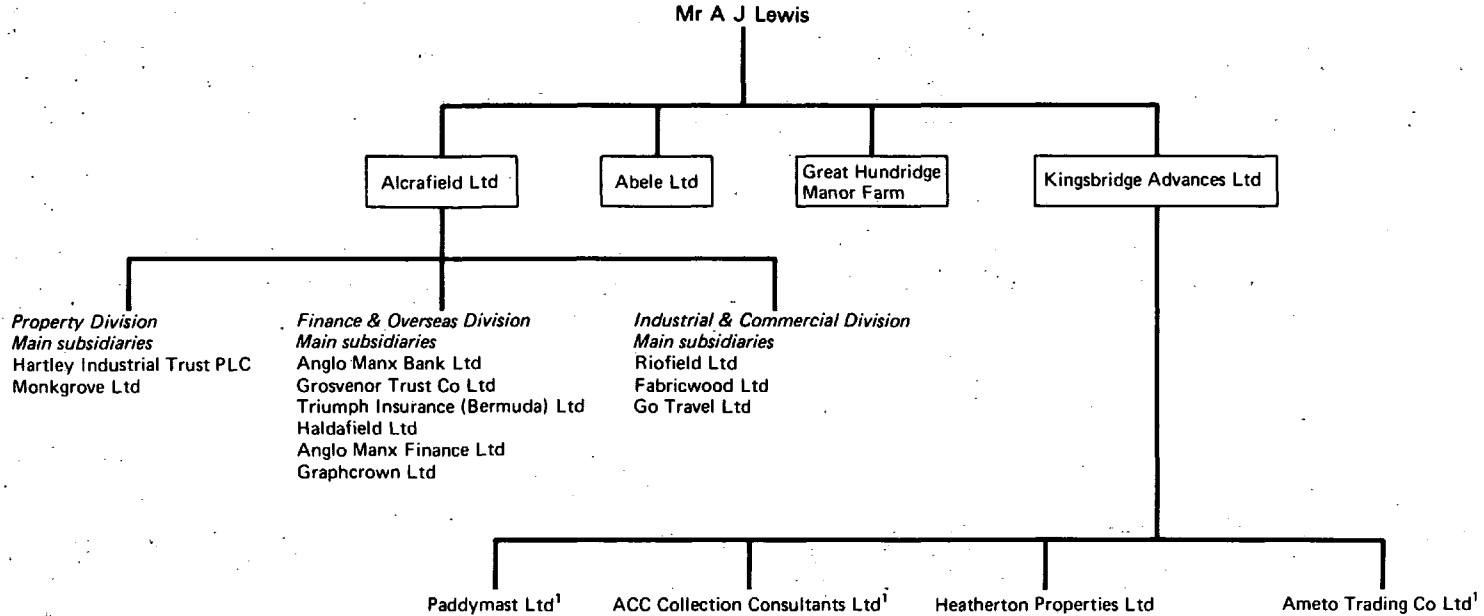 Mr A J Lewis
Alcrafield Ltd
Abele Ltd
Great Hundridge
Manor Farm
Kingsbridge Advances Ltd
Property Division
Main subsidiaries
Hartley Industrial Trust PLC
Monkgrove Ltd
Finance & Overseas Division
Main subsidiaries
Anglo Manx Bank Ltd
Grosvenor Trust Co Ltd
Triumph Insurance (Bermuda) Ltd
Haldafield Ltd
Anglo Manx Finance Ltd
Graphcrown Ltd
Industrial & Commercial Division
Main subsidiaries
Riofield Ltd
Fabricwood Ltd
Go Travel Ltd
Paddymast Ltd¹
ACC Collection Consultants Ltd¹
Heatherton Properties Ltd
Ameto Trading Co Ltd¹